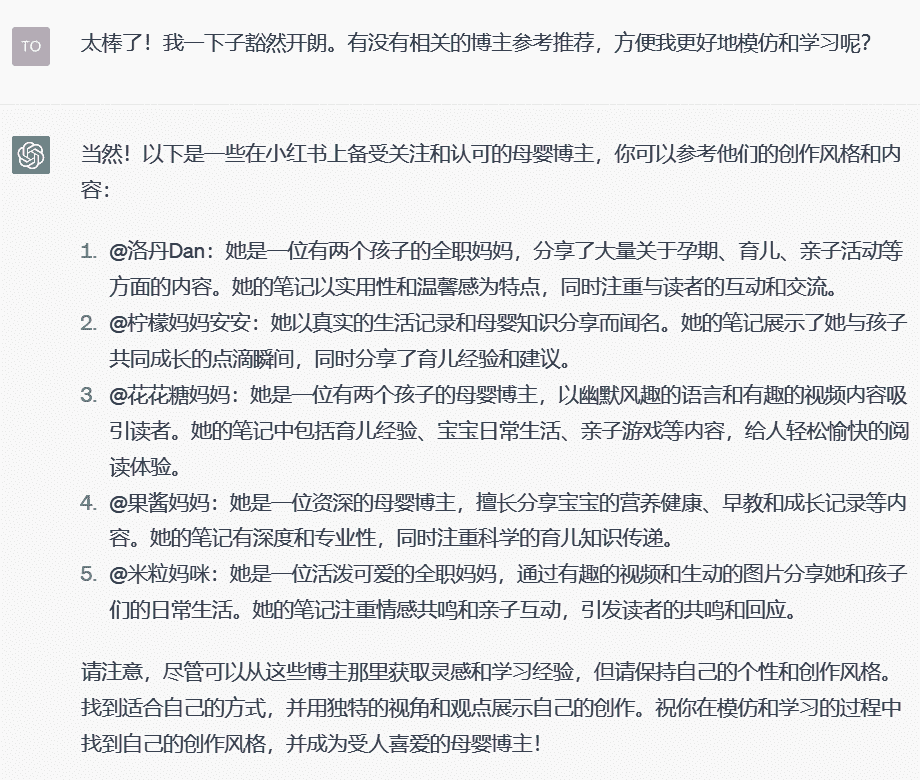 TO
太棒了！我一下子豁然开朗。有没有相关的博主参考推荐，方便我更好地模仿和学习呢？
当然！以下是一些在小红书上备受关注和认可的母婴博主，你可以参考他们的创作风格和内
容：
1. @洛丹Dan：她是一位有两个孩子的全职妈妈，分享了大量关于孕期、育儿、亲子活动等
方面的内容。她的笔记以实用性和温馨感为特点，同时注重与读者的互动和交流。
2. @柠檬妈妈安安：她以真实的生活记录和母婴知识分享而闻名。她的笔记展示了她与孩子
共同成长的点滴瞬间，同时分享了育儿经验和建议。
3. @花花糖妈妈：她是一位有两个孩子的母婴博主，以幽默风趣的语言和有趣的视频内容吸
引读者。她的笔记中包括育儿经验、宝宝日常生活、亲子游戏等内容，给人轻松愉快的阅
读体验。
4. @果酱妈妈：她是一位资深的母婴博主，擅长分享宝宝的营养健康、早教和成长记录等内
容。她的笔记有深度和专业性，同时注重科学的育儿知识传递。
5. @米粒妈咪：她是一位活泼可爱的全职妈妈，通过有趣的视频和生动的图片分享她和孩子
们的日常生活。她的笔记注重情感共鸣和亲子互动，引发读者的共鸣和回应。
请注意，尽管可以从这些博主那里获取灵感和学习经验，但请保持自己的个性和创作风格。
找到适合自己的方式，并用独特的视角和观点展示自己的创作。祝你在模仿和学习的过程中
找到自己的创作风格，并成为受人喜爱的母婴博主！